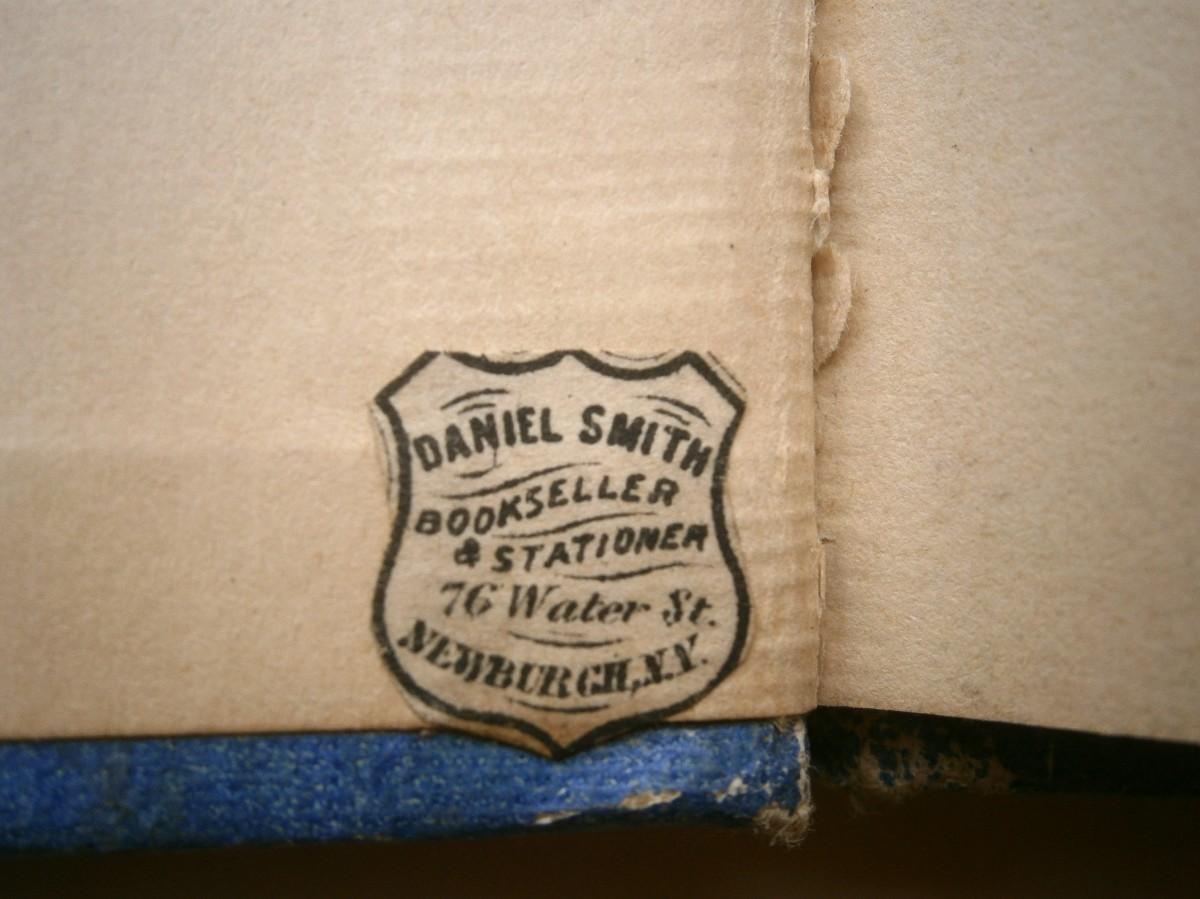 DANIEL SMITH
BOOKSELLER
& STATIONER
76 Water St.
NEWBURGH, N.Y.